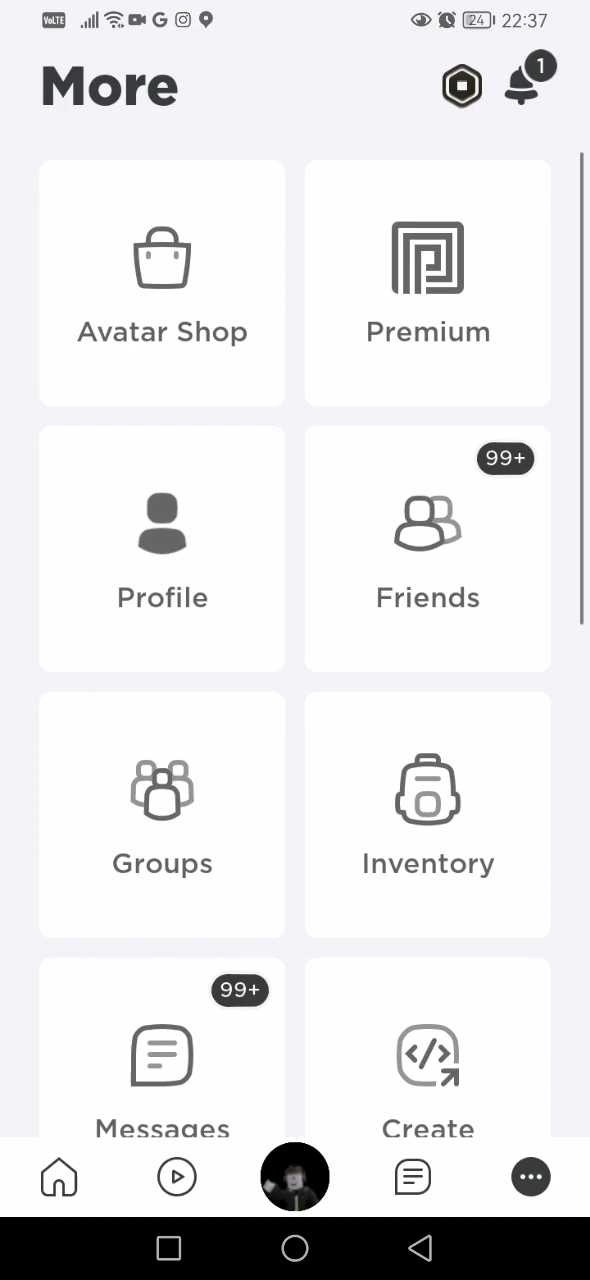 VoLTE 24 22:37
More 1
Avatar Shop Premium
99+
Profile Friends
Groups Inventory
99+
Messages Create